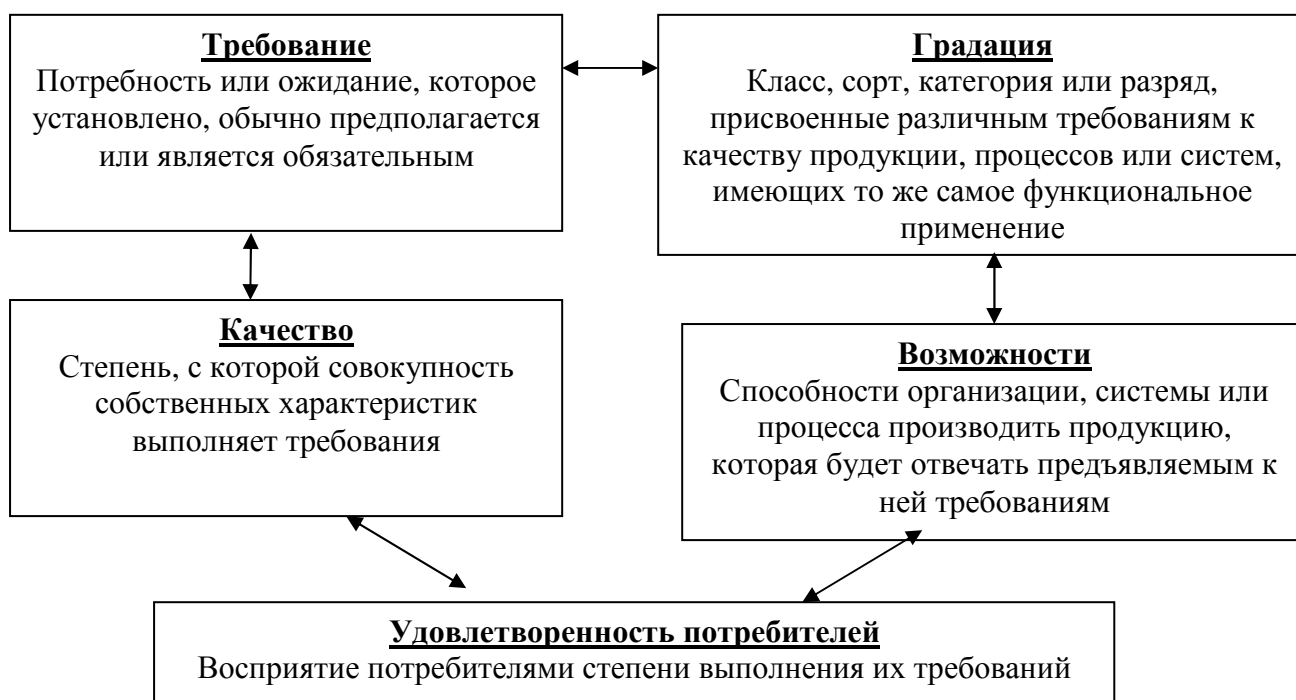 Требование
Потребность или ожидание, которое
установлено, обычно предполагается
или является обязательным
Градация
Класс, сорт, категория или разряд,
присвоенные различным требованиям к
качеству продукции, процессов или систем,
имеющих то же самое функциональное
применение
Качество
Степень, с которой совокупность
собственных характеристик
выполняет требования
Возможности
Способности организации, системы или
процесса производить продукцию,
которая будет отвечать предъявляемым к
ней требованиям
Удовлетворенность потребителей
Восприятие потребителями степени выполнения их требований